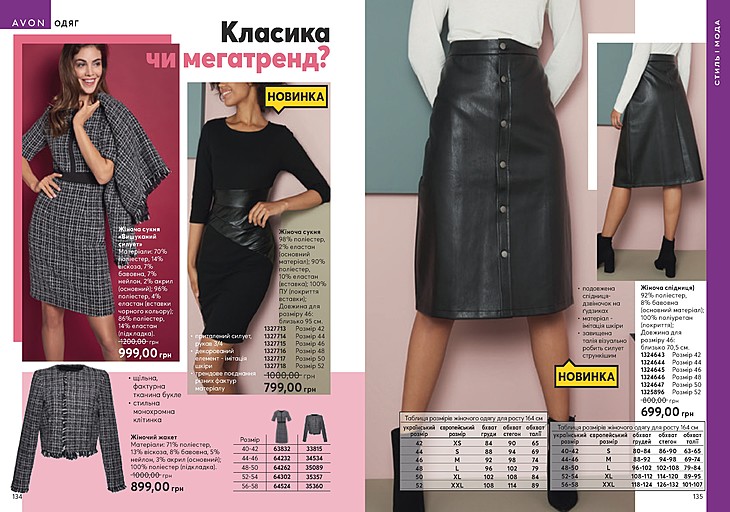 AVON ОДЯГ
Класика
чи мегатренд?
НОВИНКА
Жіноча сукня
«Вишуканий
силует»
Матеріали: 70%
поліестер, 14%
віскоза, 7%
бавовна, 7%
нейлон, 2% акрил
(основний); 96%
поліестер, 4%
еластан (вставки
чорного кольору);
86% поліестер,
14% еластан
(підкладка).
1200,00 грн
999,00 грн
Жіноча сукня
98% поліестер,
2% еластан
(основний
матеріал); 90%
поліестер,
10% еластан
(вставка); 100%
ПУ (покриття
вставки);
Довжина для
розміру 46:
близько 95 см.
1327713 Розмір 42
1327714 Розмір 44
1327715 Розмір 46
1327716 Розмір 48
1327717 Розмір 50
1327718 Розмір 52
1000,00 грн
799,00 грн
• приталений силует,
рукав 3/4
• декорований
елемент - імітація
шкіри
• трендове поєднання
різних фактур
матеріалу
• щільна,
фактурна
тканина букле
• стильна
монохромна
клітинка
Жіночий жакет
Матеріали: 71% поліестер,
13% віскоза, 8% бавовна, 5%
нейлон, 3% акрил (основний);
100% поліестер (підкладка).
1000,00 грн
899,00 грн
Розмір
40-42 63832 33815
44-46 64232 34534
48-50 64262 35089
52-54 64302 35357
56-58 64524 35360
134
СТИЛЬ І МОДА
• подовжена
спідниця-
дзвіночок на
ґудзиках
• матеріал -
імітація шкіри
• завищена
талія візуально
робить силует
стрункішим
НОВИНКА
Жіноча спідниця)
92% поліестер,
8% бавовна
(основний матеріал);
100% поліуретан
(покриття);
Довжина для
розміру 46:
близько 70,5 см.
1324643 Розмір 42
1324644 Розмір 44
1324645 Розмір 46
1324646 Розмір 48
1324647 Розмір 50
1325896 Розмір 52
800,00 грн
699,00 грн
Таблиця розмірів жіночого одягу для росту 164 см
український розмір європейський розмір обхват грудей обхват стегон обхват талії
42 XS 84 90 65
44 S 88 94 69
46 M 92 98 74
48 L 96 102 79
50 XL 102 108 84
52 XXL 108 114 89
Таблиця розмірів жіночого одягу для росту 164 см
український розмір європейський розмір обхват грудей обхват стегон обхват талії
40-42 S 80-84 86-90 63-65
44-46 M 88-92 94-98 69-74
48-50 L 96-102 102-108 79-84
52-54 XL 108-112 114-120 89-95
56-58 XXL 118-124 126-132 101-107
135